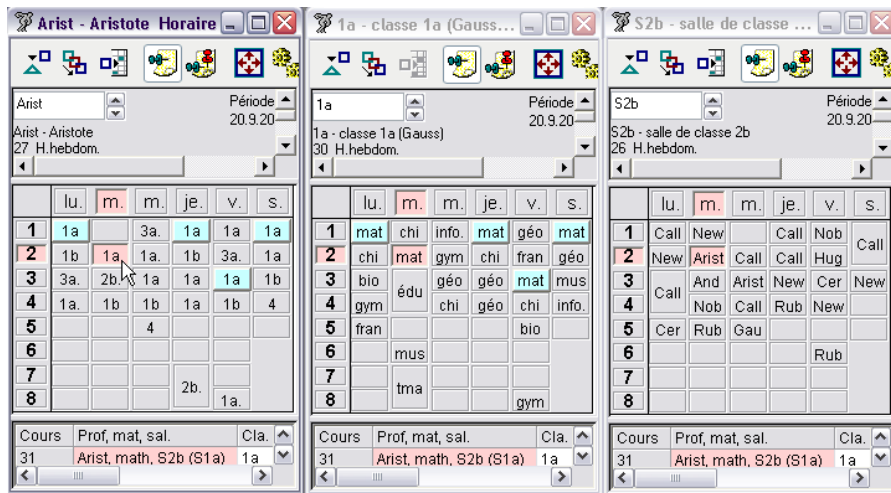 Arist - Aristote Horaire
Arist
Période
20.9.20
Arist - Aristote
27 H.hebdom.
lu. m. m. je. v. s.
1 1a 3a. 1a 1a 1a
2 1b 1a. 1a. 1b 3a. 1a
3 3a. 2b. 1a 1a 1a 1b
4 1a. 1b 1b 1a 1b 4
5 4
6
7 2b.
8 1a.
Cours Prof, mat, sal. Cla.
31 Arist, math, S2b (S1a) 1a
1a - classe 1a (Gauss...
1a
Période
20.9.20
1a - classe 1a (Gauss)
30 H.hebdom.
lu. m. m. je. v. s.
1 mat chi info. mat géo mat
2 chi mat gym chi fran géo
3 bio édu géo géo mat mus
4 gym chi géo chi info.
5 fran bio
6 mus
7 tma
8 gym
Cours Prof, mat, sal. Cla.
31 Arist, math, S2b (S1a) 1a
S2b - salle de classe ...
S2b
Période
20.9.20
S2b - salle de classe 2b
26 H.hebdom.
lu. m. m. je. v. s.
1 Call New Call Nob Call
2 New Arist Call Call Hug
3 Call And Arist New Cer New
4 Nob Call Rub New
5 Cer Rub Gau
6 Rub
7
8
Cours Prof, mat, sal. Cla.
31 Arist, math, S2b (S1a) 1a